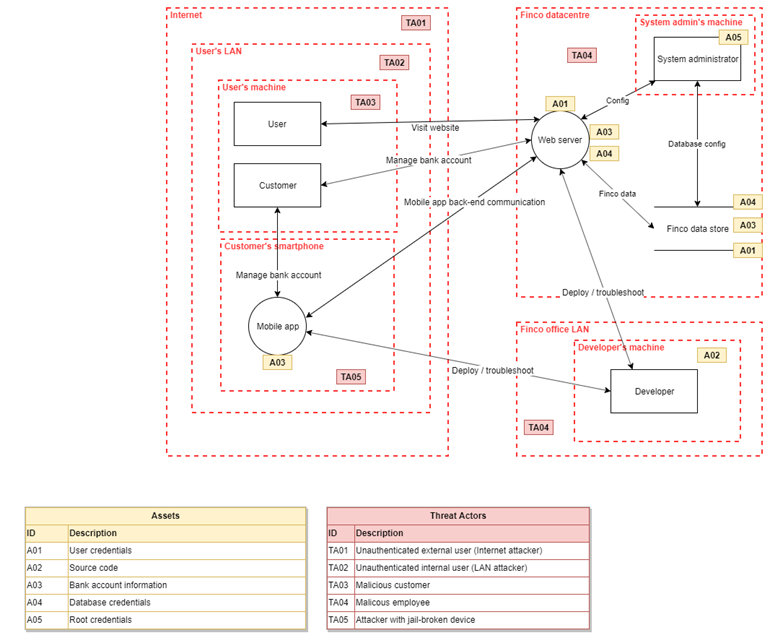 Internet
TA01
User's LAN
TA02
User's machine
TA03
User
Visit website
Customer
Manage bank account
Mobile app back-end communication
Customer's smartphone
Manage bank account
Mobile app
A03
TA05
Deploy / troubleshoot
Finco datacentre
TA04
System admin's machine
A05
System administrator
Config
A01
Web server
A03
A04
Database config
Finco data
A04
Finco data store
A03
A01
Deploy / troubleshoot
Finco office LAN
Developer's machine
A02
Developer
TA04
Assets
ID Description
A01 User credentials
A02 Source code
A03 Bank account information
A04 Database credentials
A05 Root credentials
Threat Actors
ID Description
TA01 Unauthenticated external user (Internet attacker)
TA02 Unauthenticated internal user (LAN attacker)
TA03 Malicious customer
TA04 Malicous employee
TA05 Attacker with jail-broken device